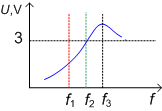 U,V
3
f₁ f₂ f₃ f